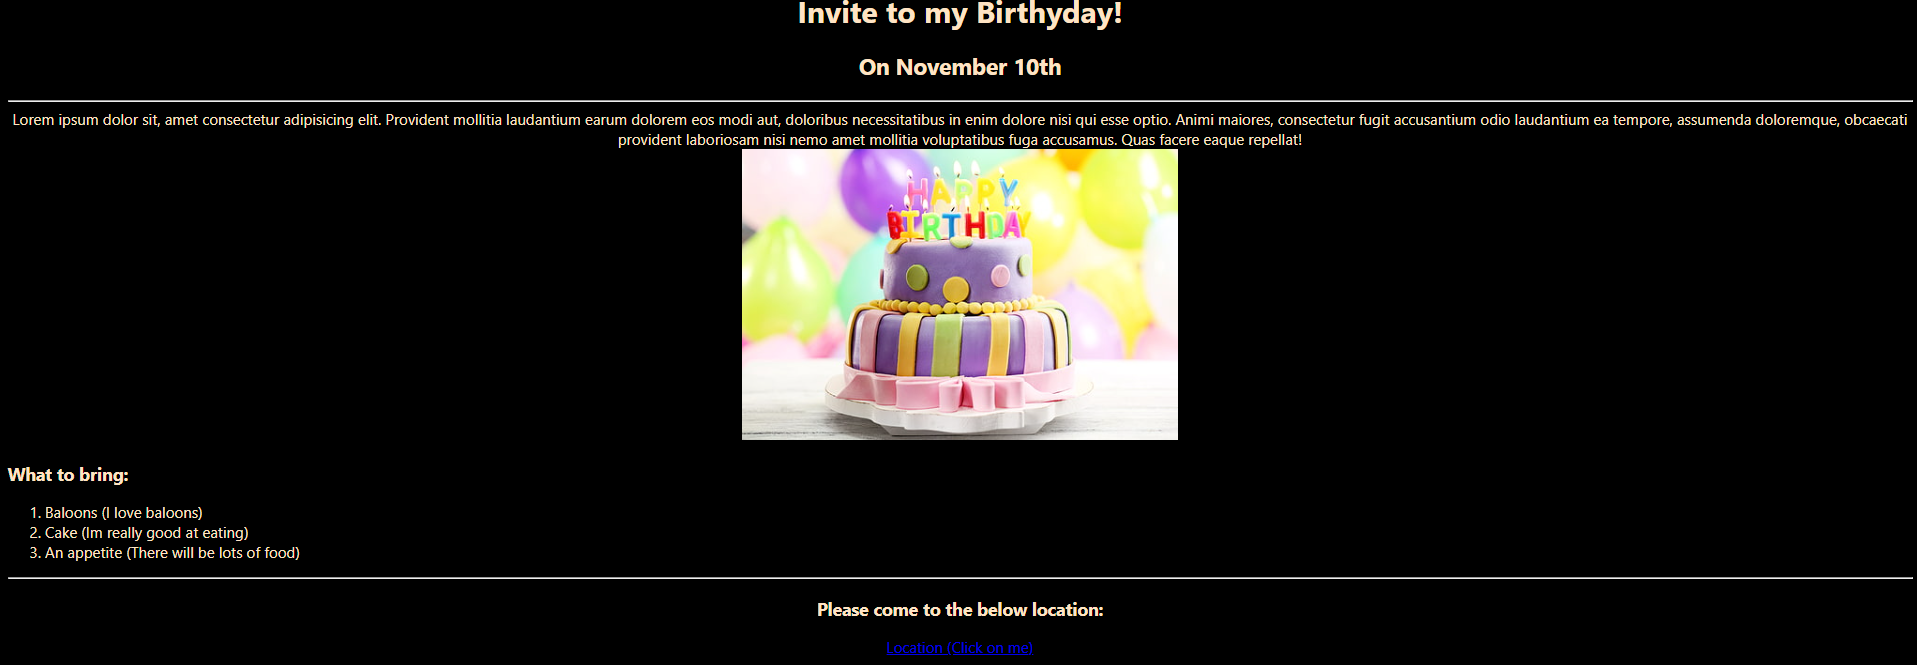 Invite to my Birthyday!
On November 10th
Lorem ipsum dolor sit, amet consectetur adipisicing elit. Provident mollitia laudantium earum dolorem eos modi aut, doloribus necessitatibus in enim dolore nisi qui esse optio. Animi maiores, consectetur fugit accusantium odio laudantium ea tempore, assumenda doloremque, obcaecati
provident laboriosam nisi nemo amet mollitia voluptatibus fuga accusamus. Quas facere eaque repellat!
HAPPY
BIRTHDAY
What to bring:
1. Baloons (I love baloons)
2. Cake (Im really good at eating)
3. An appetite (There will be lots of food)
Please come to the below location:
Location (Click on me)